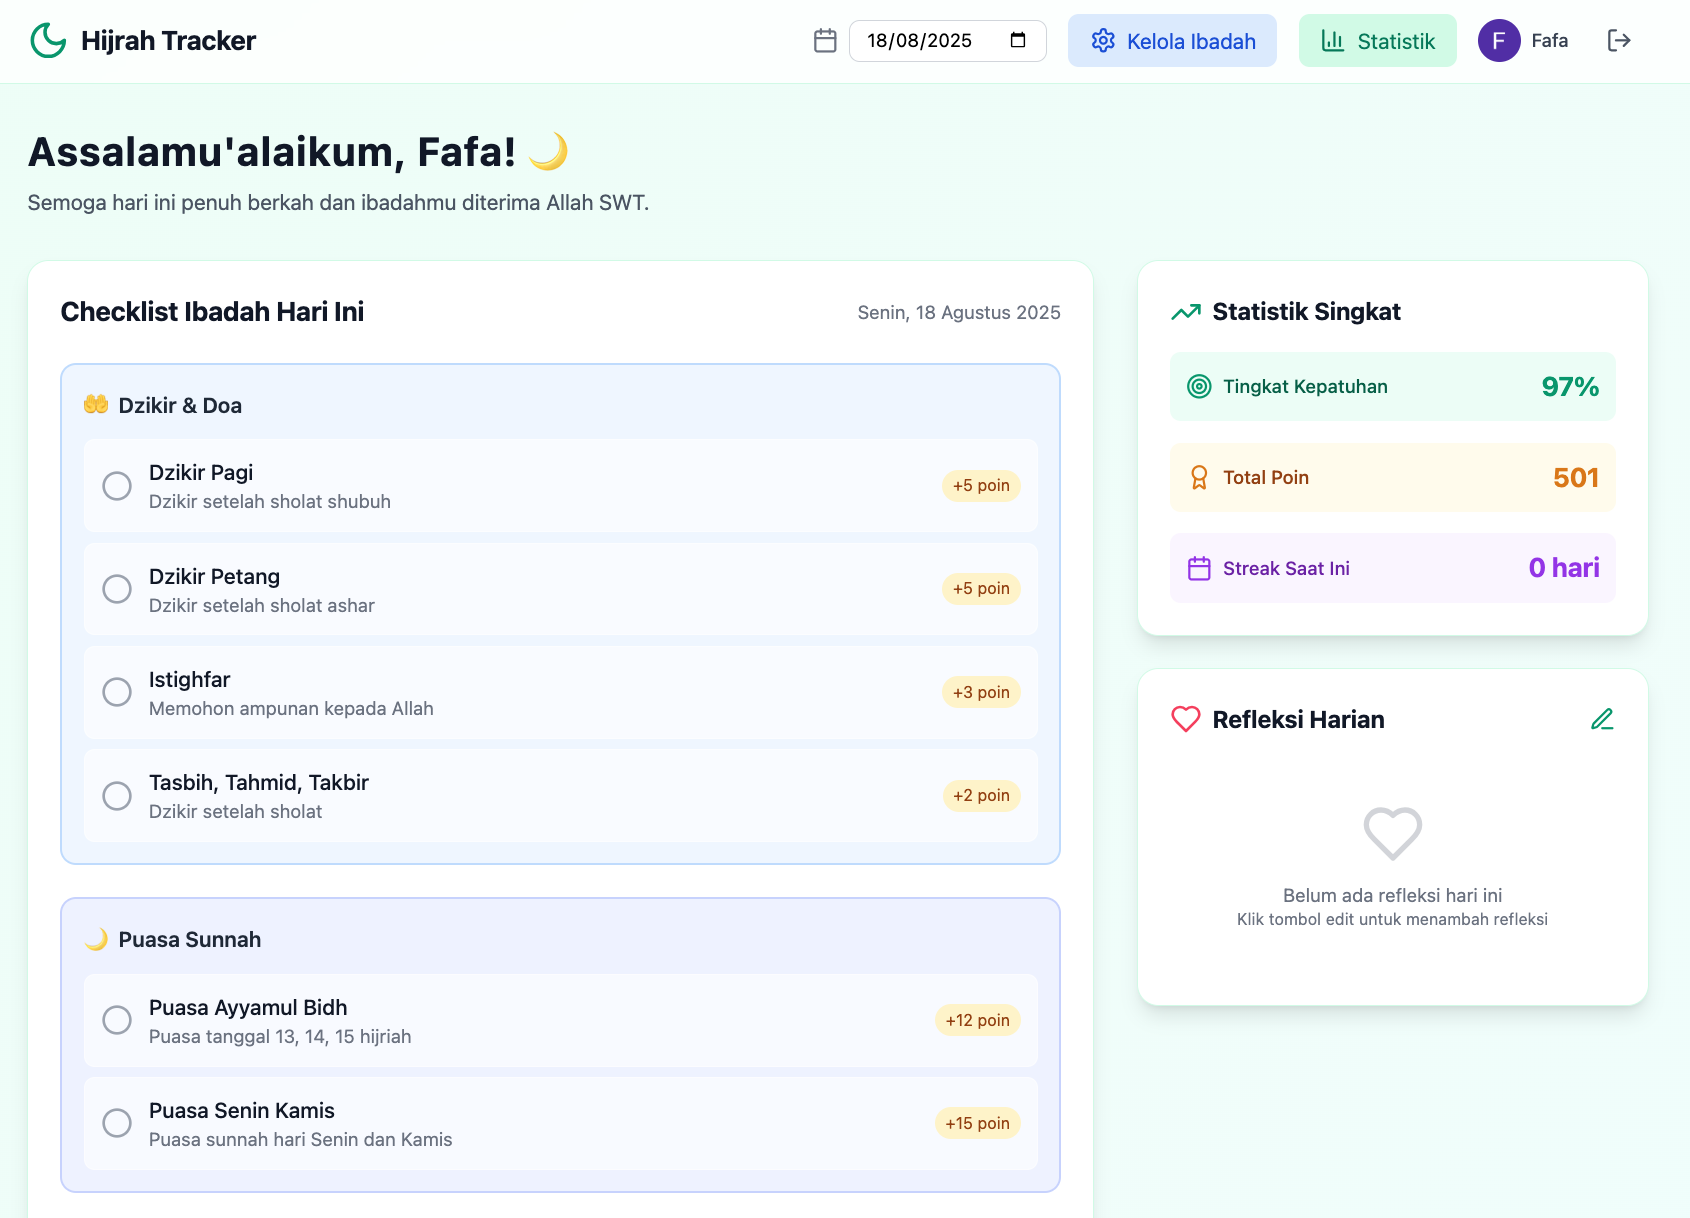 Hijrah Tracker
18/08/2025
Kelola Ibadah
Statistik
F
Fafa
Assalamu'alaikum, Fafa! 🌙
Semoga hari ini penuh berkah dan ibadahmu diterima Allah SWT.
Checklist Ibadah Hari Ini
Senin, 18 Agustus 2025
🤲 Dzikir & Doa
Dzikir Pagi
Dzikir setelah sholat shubuh
+5 poin
Dzikir Petang
Dzikir setelah sholat ashar
+5 poin
Istighfar
Memohon ampunan kepada Allah
+3 poin
Tasbih, Tahmid, Takbir
Dzikir setelah sholat
+2 poin
🌙 Puasa Sunnah
Puasa Ayyamul Bidh
Puasa tanggal 13, 14, 15 hijriah
+12 poin
Puasa Senin Kamis
Puasa sunnah hari Senin dan Kamis
+15 poin
Statistik Singkat
Tingkat Kepatuhan
97%
Total Poin
501
Streak Saat Ini
0 hari
Refleksi Harian
Belum ada refleksi hari ini
Klik tombol edit untuk menambah refleksi